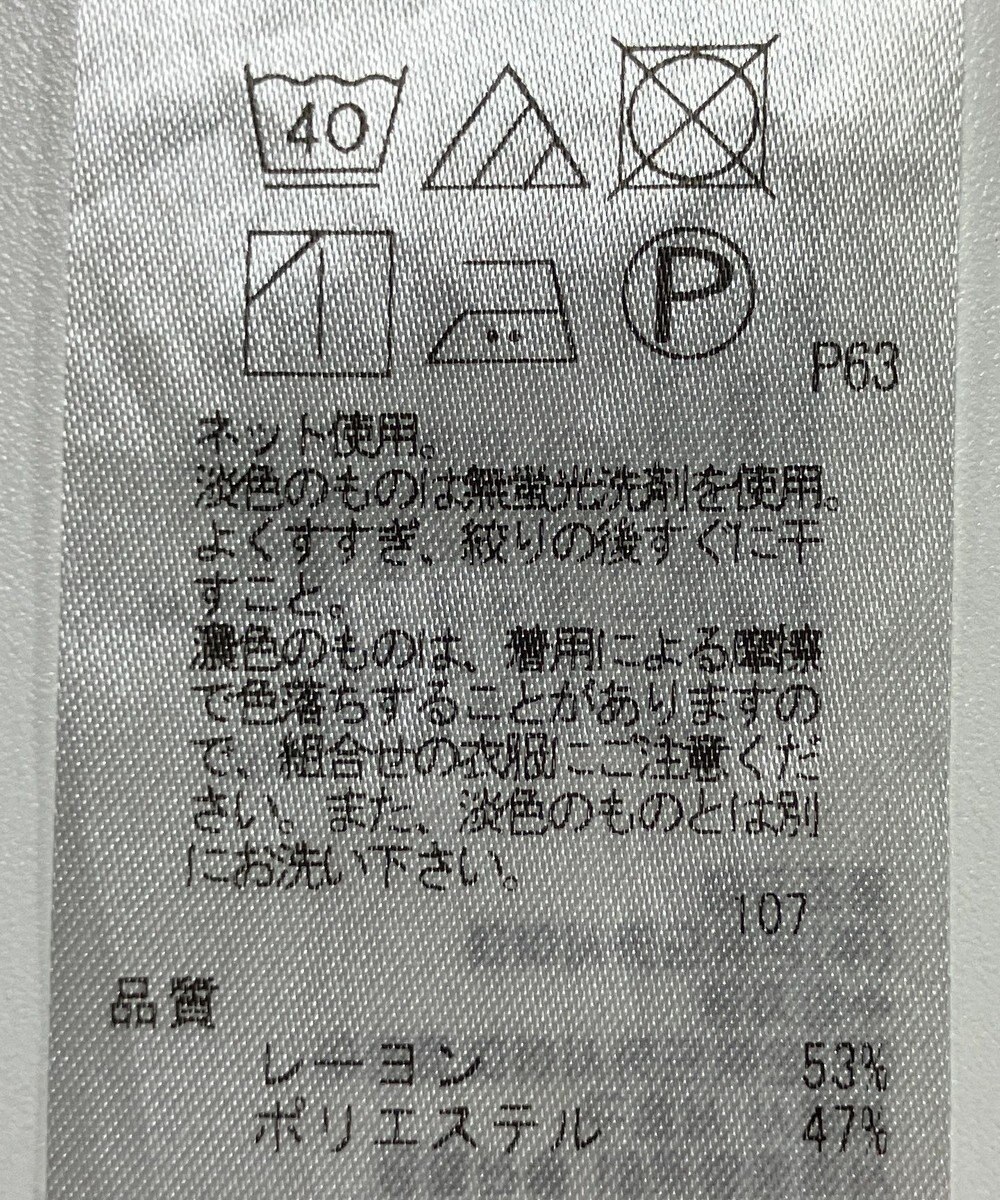 40
P
P63
ネット使用。
淡色のものは無蛍光洗剤を使用。
よくすすぎ、絞りの後すぐに干
すこと。
濃色のものは、着用による摩擦
で色落ちすることがありますの
で、組合せの衣服にご注意くだ
さい。また、淡色のものとは別
にお洗い下さい。
107
品質
レーヨン 53%
ポリエステル 47%